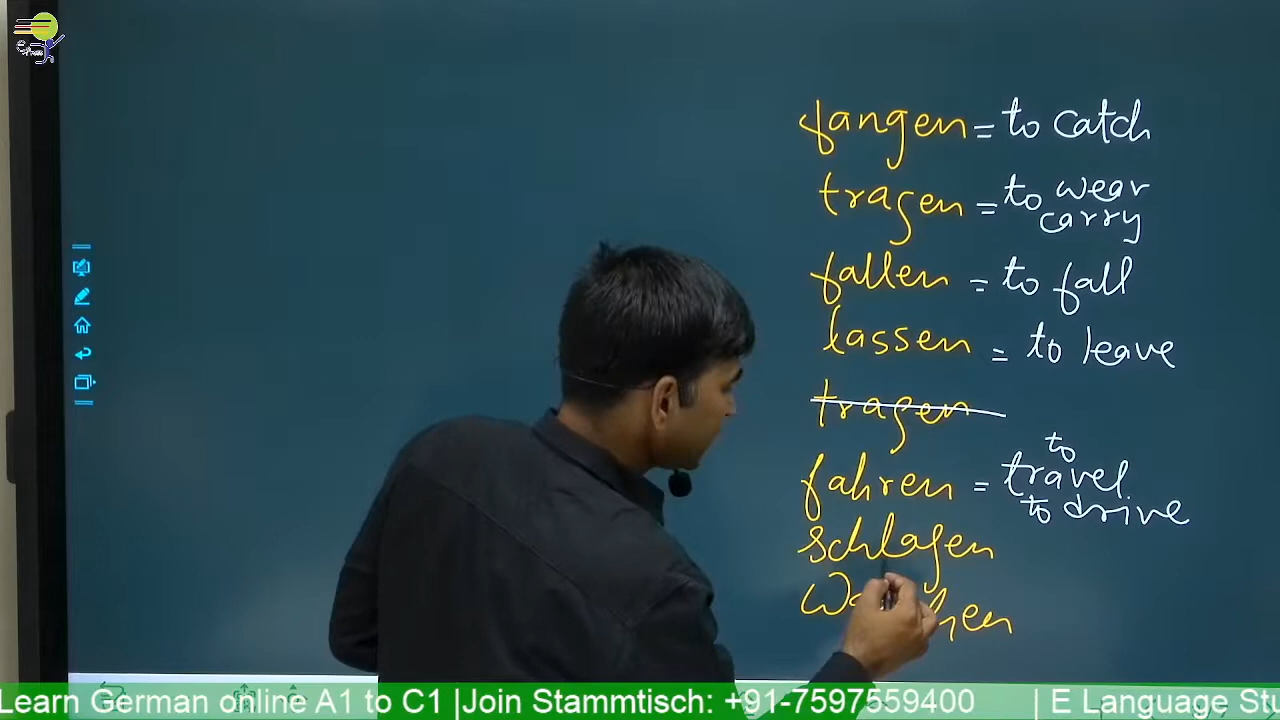 fangen = to catch
tragen = to wear
carry
fallen = to fall
lassen = to leave
tragen
fahren = to travel
to drive
schlagen
Learn German online A1 to C1 |Join Stammtisch: +91-7597559400 | E Language Stu